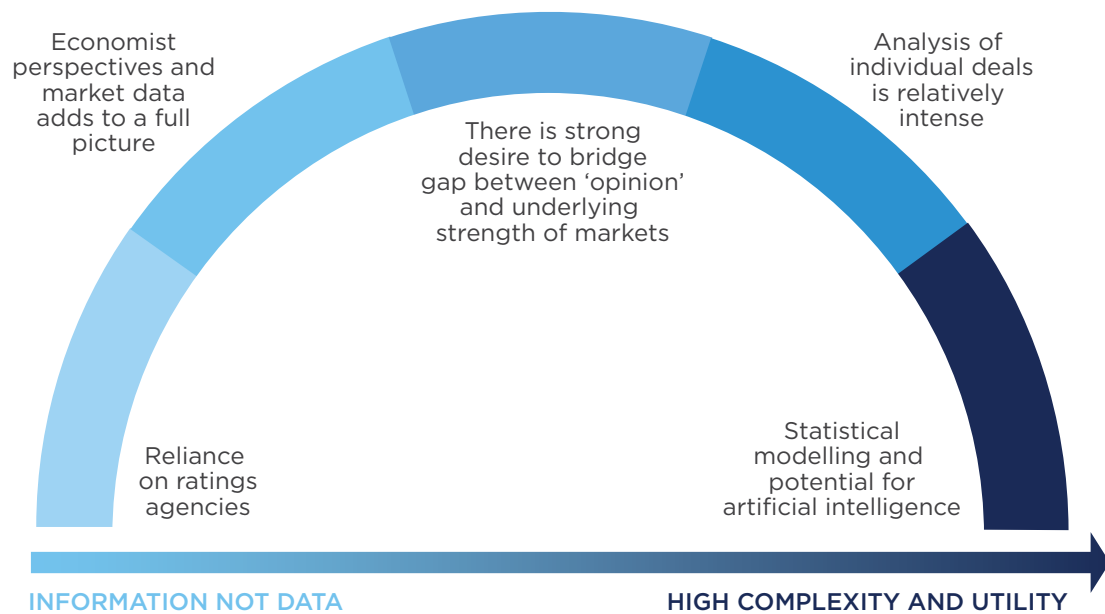 Economist
perspectives and
market data
adds to a full
picture
There is strong
desire to bridge
gap between ‘opinion’
and underlying
strength of markets
Analysis of
individual deals
is relatively
intense
Reliance
on ratings
agencies
Statistical
modelling and
potential for
artificial intelligence
INFORMATION NOT DATA
HIGH COMPLEXITY AND UTILITY